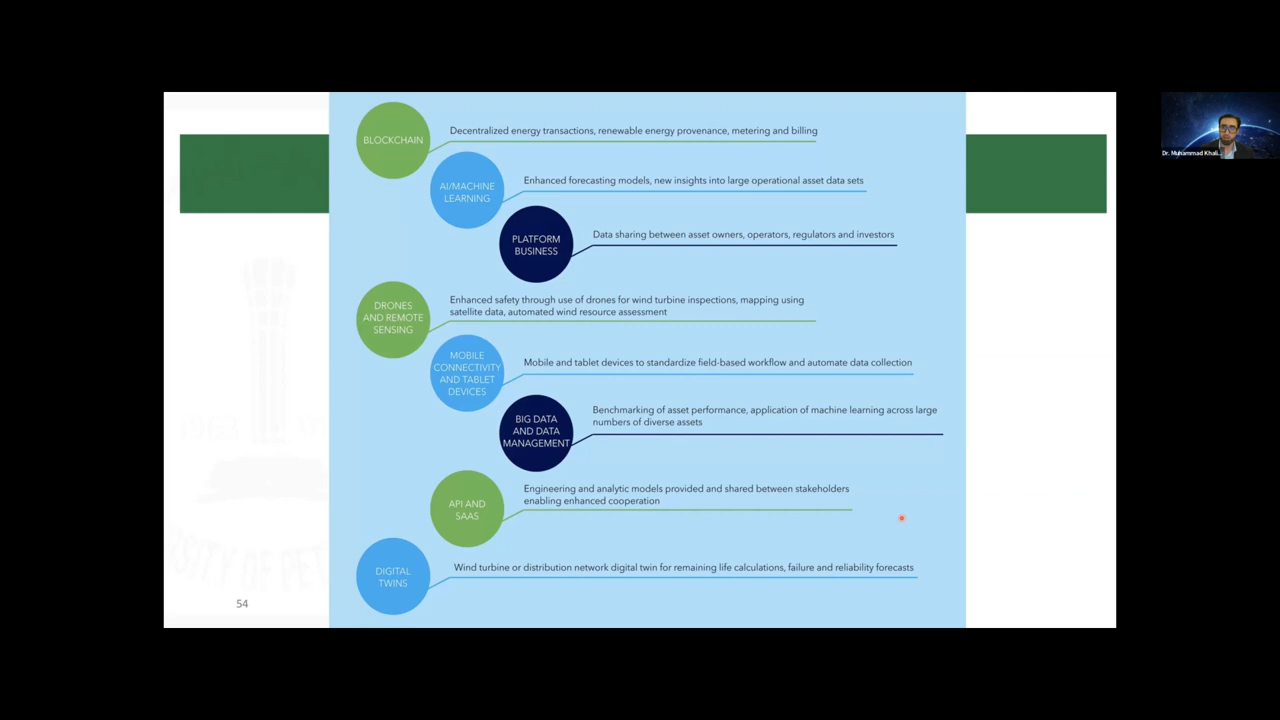 BLOCKCHAIN
Decentralized energy transactions, renewable energy provenance, metering and billing
AI/MACHINE
LEARNING
Enhanced forecasting models, new insights into large operational asset data sets
PLATFORM
BUSINESS
Data sharing between asset owners, operators, regulators and investors
DRONES
AND REMOTE
SENSING
Enhanced safety through use of drones for wind turbine inspections, mapping using
satellite data, automated wind resource assessment
MOBILE
CONNECTIVITY
AND TABLET
DEVICES
Mobile and tablet devices to standardize field-based workflow and automate data collection
BIG DATA
AND DATA
MANAGEMENT
Benchmarking of asset performance, application of machine learning across large
numbers of diverse assets
API AND
SAAS
Engineering and analytic models provided and shared between stakeholders
enabling enhanced cooperation
DIGITAL
TWINS
Wind turbine or distribution network digital twin for remaining life calculations, failure and reliability forecasts
54
Dr. Muhammad Khali...